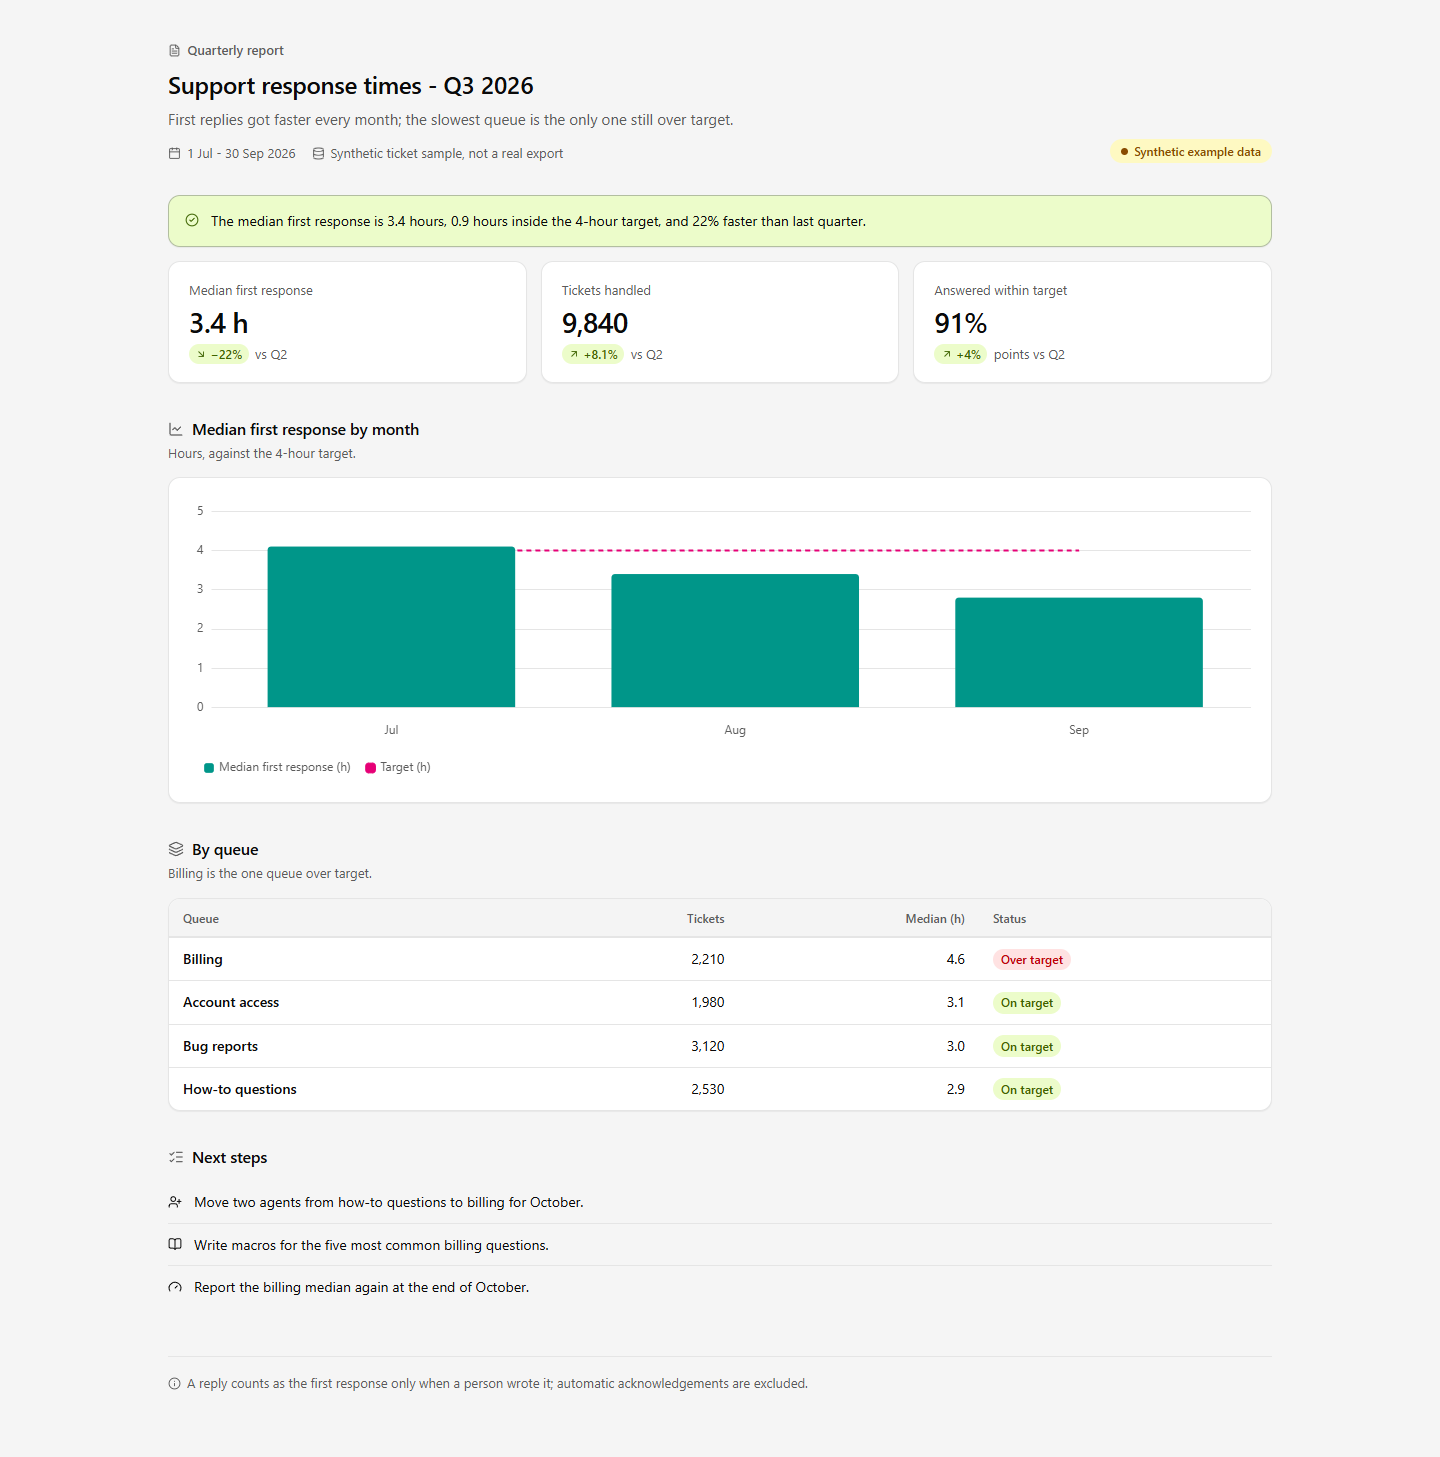 Quarterly report
Support response times - Q3 2026
First replies got faster every month; the slowest queue is the only one still over target.
1 Jul - 30 Sep 2026 Synthetic ticket sample, not a real export
Synthetic example data
The median first response is 3.4 hours, 0.9 hours inside the 4-hour target, and 22% faster than last quarter.
Median first response
3.4 h
−22% vs Q2
Tickets handled
9,840
+8.1% vs Q2
Answered within target
91%
+4% points vs Q2
Median first response by month
Hours, against the 4-hour target.
5
4
3
2
1
0
Jul Aug Sep
Median first response (h) Target (h)
By queue
Billing is the one queue over target.
Queue Tickets Median (h) Status
Billing 2,210 4.6 Over target
Account access 1,980 3.1 On target
Bug reports 3,120 3.0 On target
How-to questions 2,530 2.9 On target
Next steps
Move two agents from how-to questions to billing for October.
Write macros for the five most common billing questions.
Report the billing median again at the end of October.
A reply counts as the first response only when a person wrote it; automatic acknowledgements are excluded.